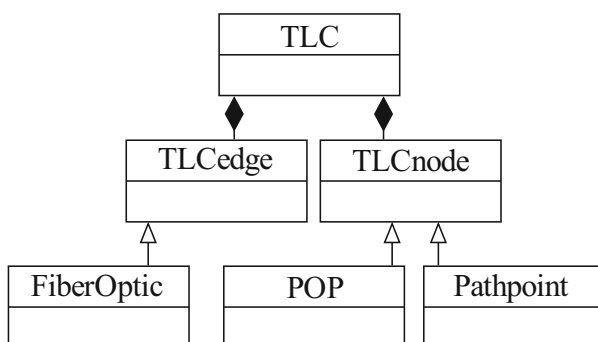 TLC
TLCedge
TLCnode
FiberOptic
POP
Pathpoint